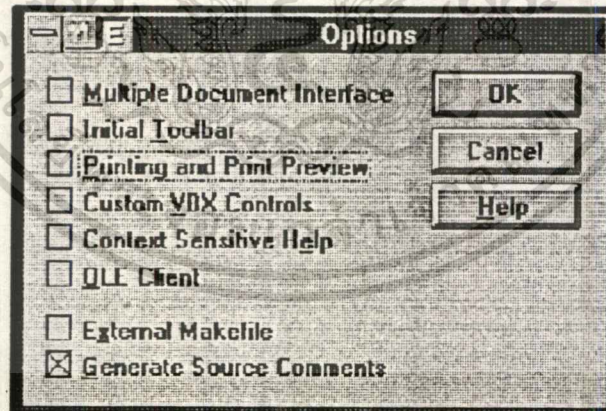 Options
Multiple Document Interface
OK
Initial Toolbar
Cancel
Printing and Print Preview
Custom VBX Controls
Help
Context Sensitive Help
OLE Client
External Makefile
Generate Source Comments